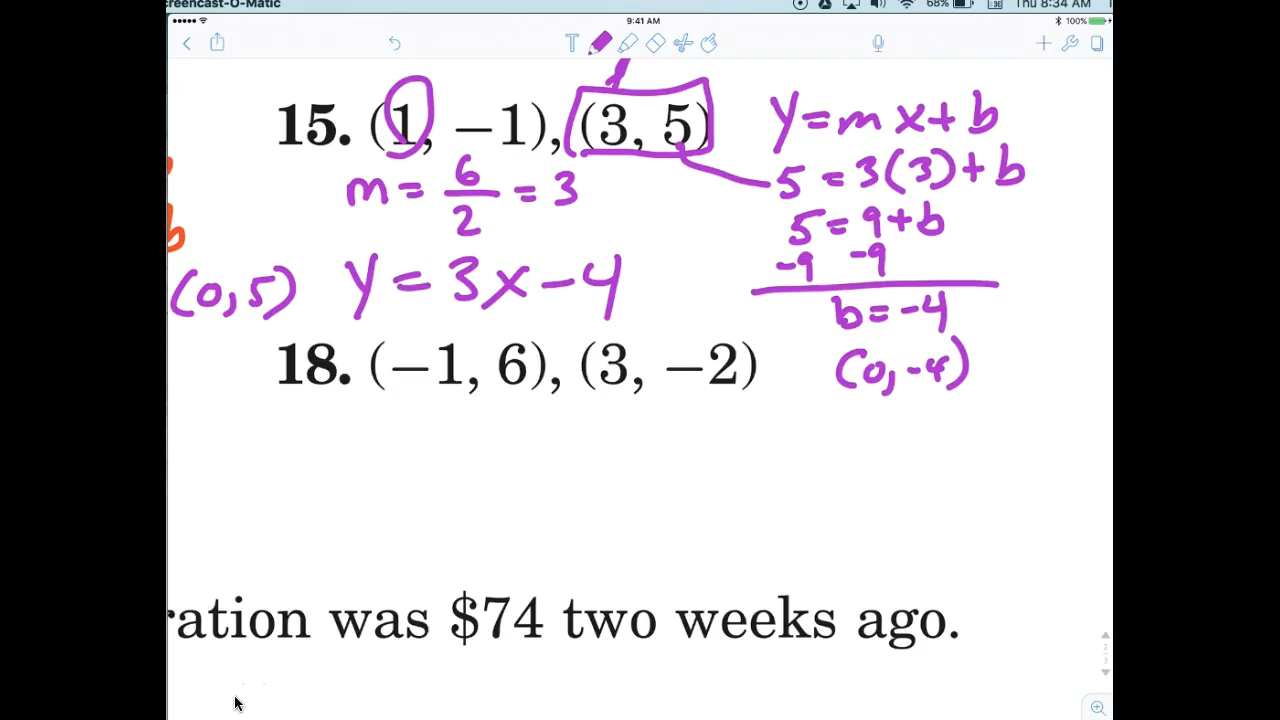 reencast-O-Matic 68% Thu 8:34 AM
9:41 AM 100%
T
15. (1, −1), (3, 5)
y = mx + b
m = 6/2 = 3
5 = 3(3) + b
5 = 9 + b
b
-9 -9
(0, 5) y = 3x - 4
b = -4
18. (−1, 6), (3, −2)
(0, -4)
ration was $74 two weeks ago.